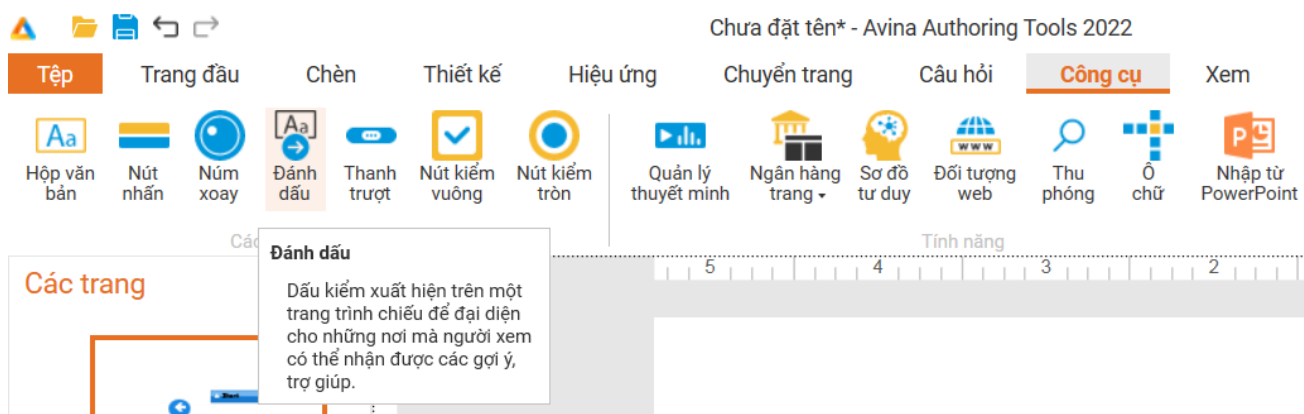 Chưa đặt tên* - Avina Authoring Tools 2022
Tệp Trang đầu Chèn Thiết kế Hiệu ứng Chuyển trang Câu hỏi Công cụ Xem
Aa Aa WWW P
Hộp văn bản
Nút nhấn
Núm xoay
Đánh dấu
Thanh trượt
Nút kiểm vuông
Nút kiểm tròn
Quản lý thuyết minh
Ngân hàng trang
Sơ đồ tư duy
Đối tượng web
Thu phóng
Ô chữ
Nhập từ PowerPoint
Các
Tính năng
Đánh dấu
Dấu kiểm xuất hiện trên một
trang trình chiếu để đại diện
cho những nơi mà người xem
có thể nhận được các gợi ý,
trợ giúp.
5 4 3 2
Các trang
Start